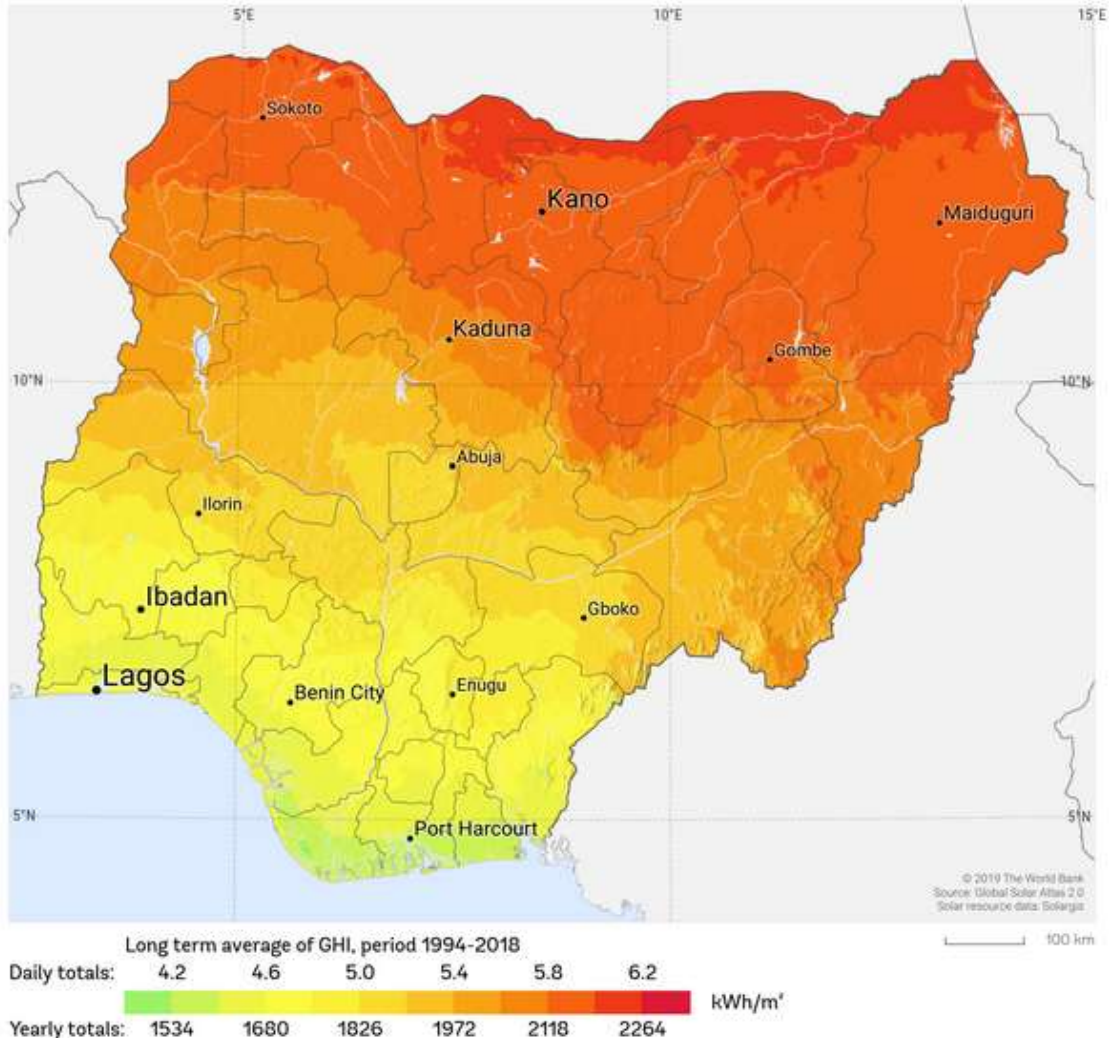 5°E 10°E 15°E
Sokoto
Kano
Maiduguri
Kaduna
Gombe
10°N 10°N
Abuja
Ilorin
Ibadan
Gboko
Lagos
Benin City
Enugu
5°N 5°N
Port Harcourt
© 2019 The World Bank
Source: Global Solar Atlas 2.0
Solar resource data: Solargis
100 km
Long term average of GHI, period 1994-2018
Daily totals: 4.2 4.6 5.0 5.4 5.8 6.2
kWh/m²
Yearly totals: 1534 1680 1826 1972 2118 2264